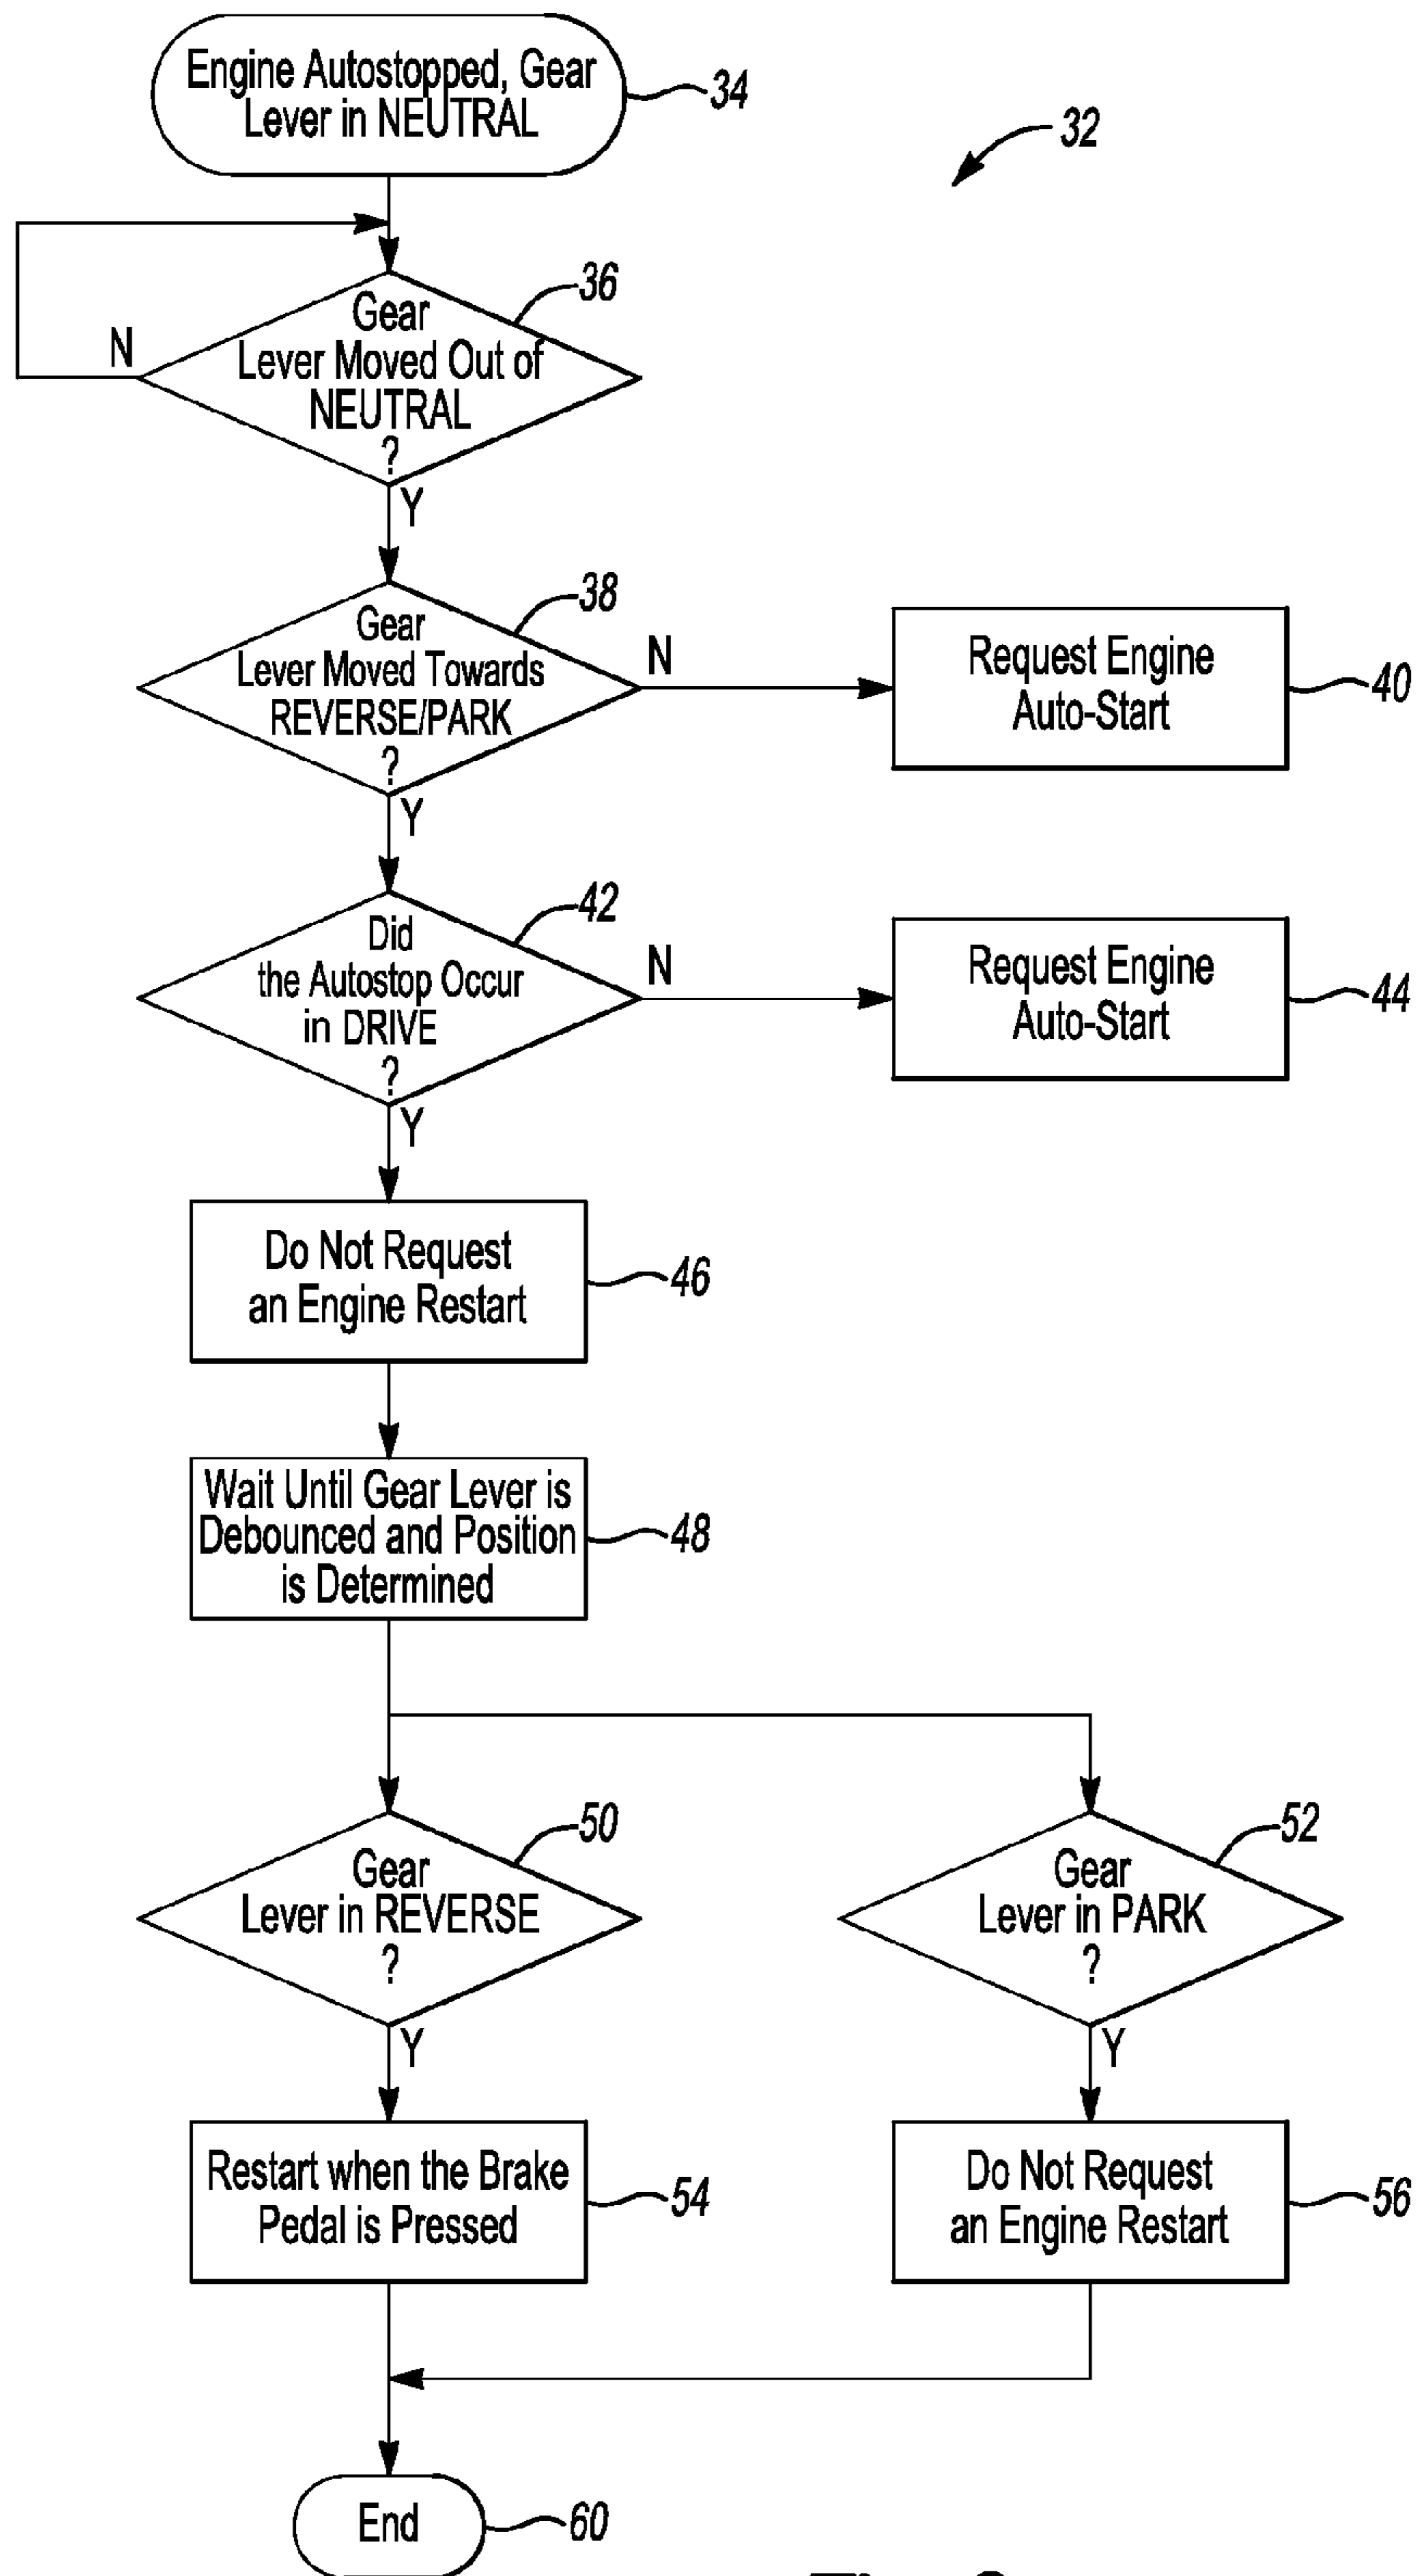 Engine Autostopped, Gear
Lever in NEUTRAL
34
32
36
Gear
Lever Moved Out of
NEUTRAL
?
N
Y
38
Gear
Lever Moved Towards
REVERSE/PARK
?
N
Y
Request Engine
Auto-Start
40
42
Did
the Autostop Occur
in DRIVE
?
N
Y
Request Engine
Auto-Start
44
Do Not Request
an Engine Restart
46
Wait Until Gear Lever is
Debounced and Position
is Determined
48
50
Gear
Lever in REVERSE
?
Y
52
Gear
Lever in PARK
?
Y
Restart when the Brake
Pedal is Pressed
54
Do Not Request
an Engine Restart
56
End
60